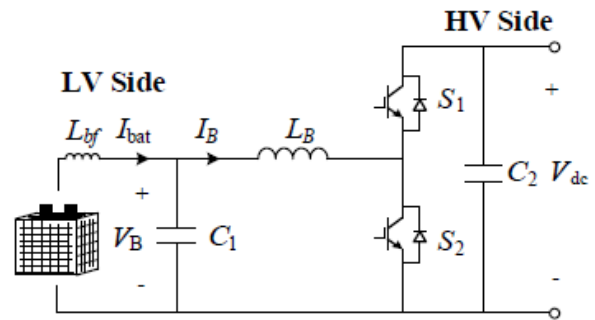 HV Side
LV Side
S1
+
Lbf Ibat IB LB
+
C2 Vdc
VB C1
S2
-
-